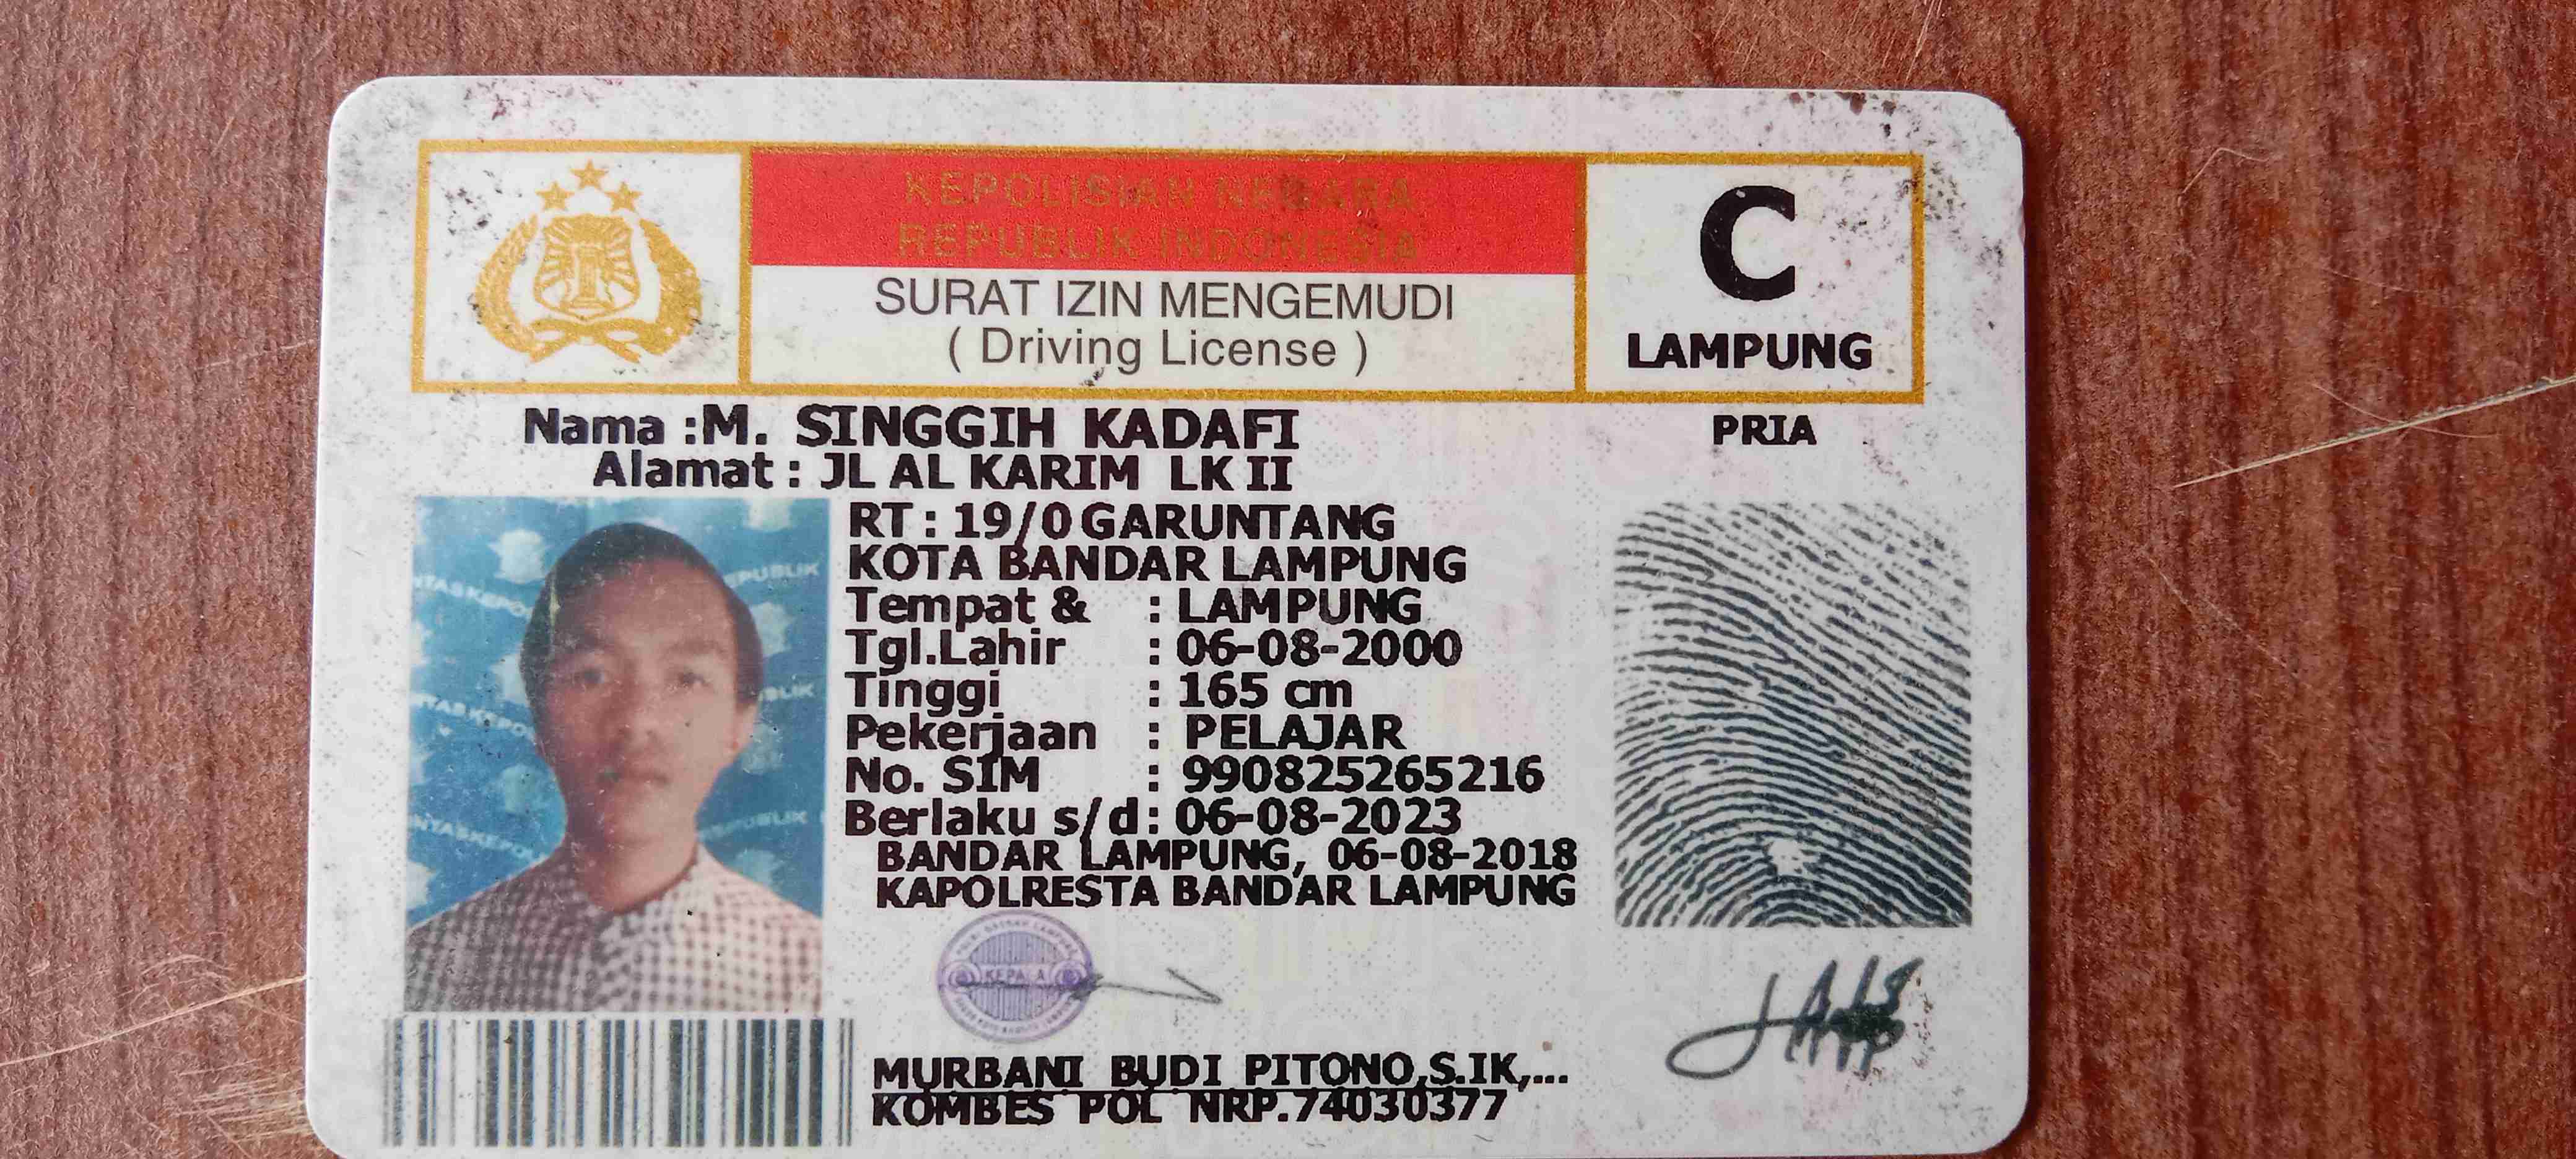 KEPOLISIAN NEGARA
REPUBLIK INDONESIA
SURAT IZIN MENGEMUDI
( Driving License )
C
LAMPUNG
Nama :M. SINGGIH KADAFI
PRIA
Alamat : JL AL KARIM LK II
RT : 19/0 GARUNTANG
KOTA BANDAR LAMPUNG
Tempat & : LAMPUNG
Tgl.Lahir : 06-08-2000
Tinggi : 165 cm
Pekerjaan : PELAJAR
No. SIM : 990825265216
Berlaku s/d : 06-08-2023
BANDAR LAMPUNG, 06-08-2018
KAPOLRESTA BANDAR LAMPUNG
KEPALA
MURBANI BUDI PITONO,S.IK,...
KOMBES POL NRP.74030377